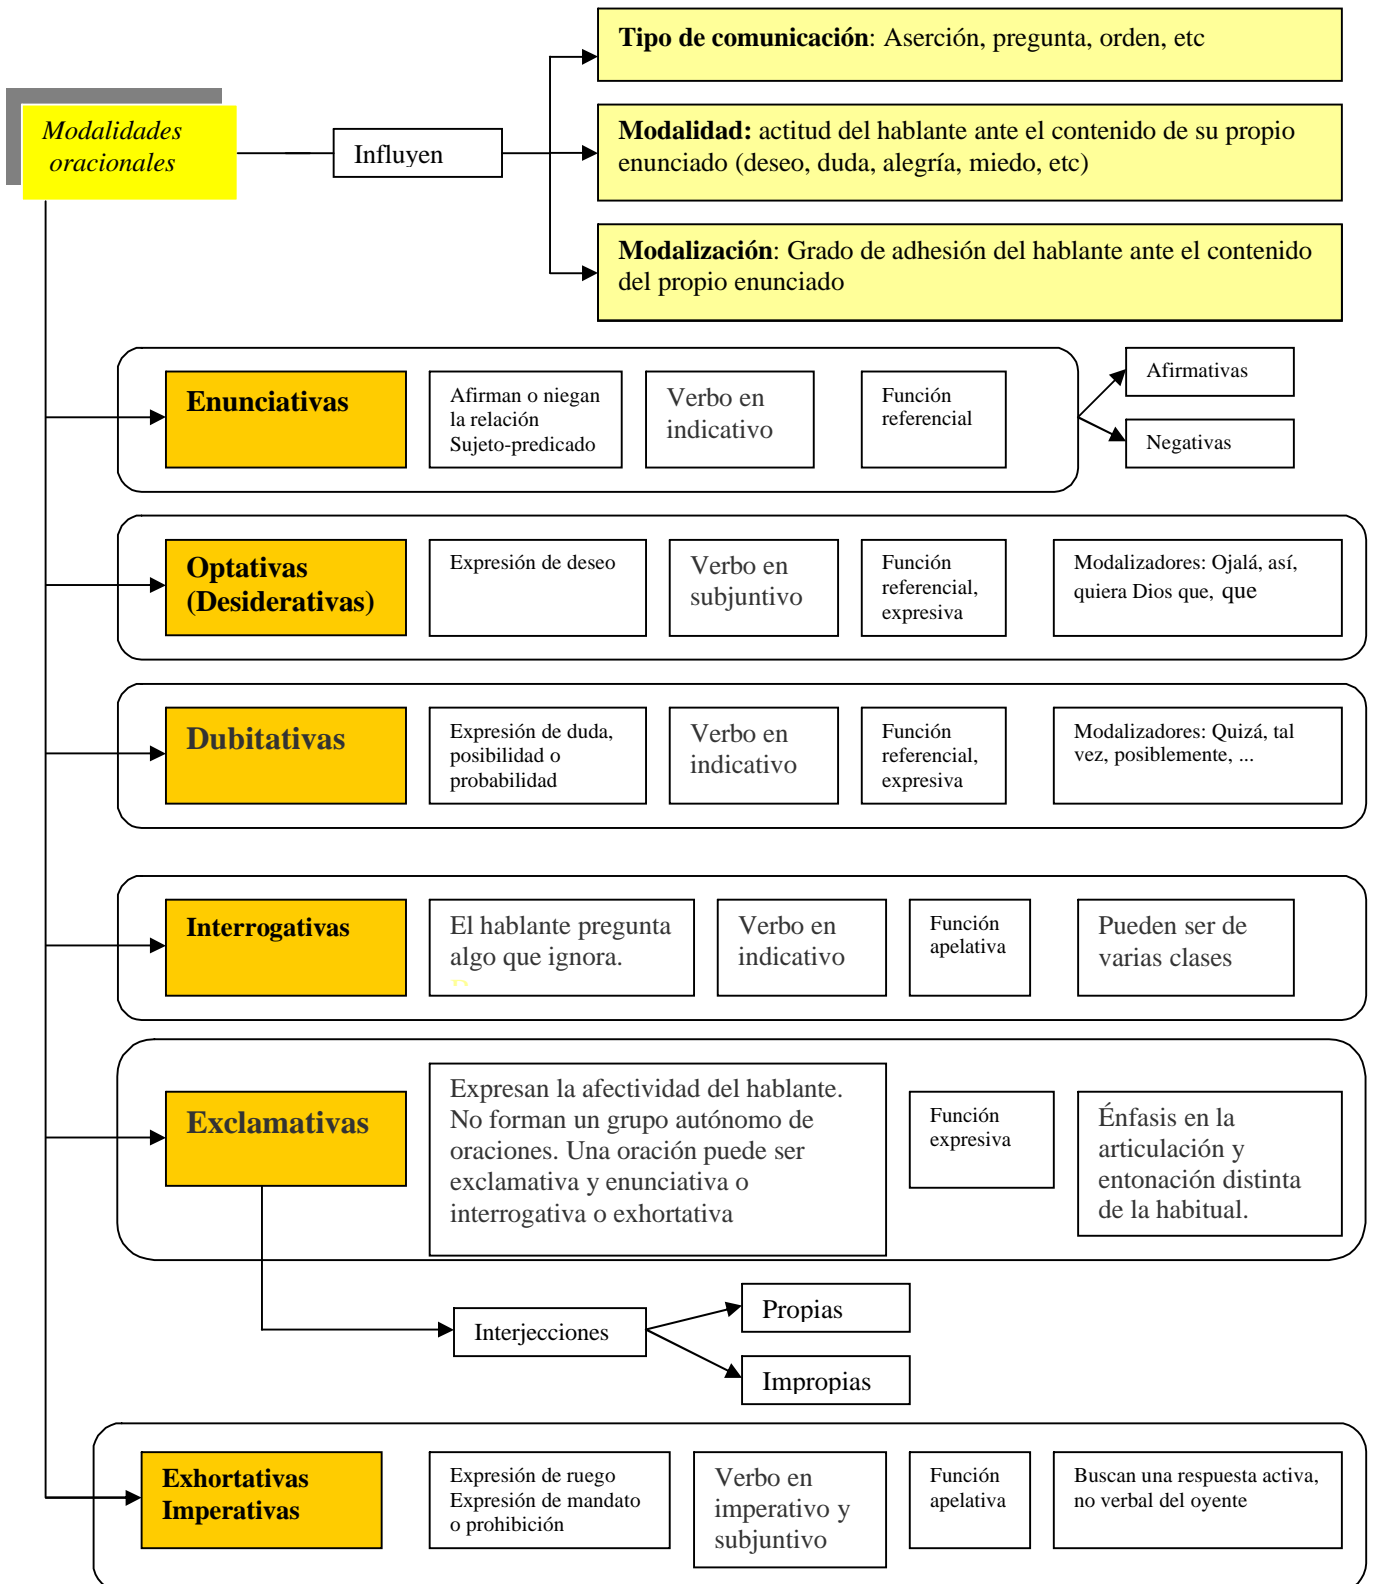 Tipo de comunicación: Aserción, pregunta, orden, etc
Modalidades
oracionales
Influyen
Modalidad: actitud del hablante ante el contenido de su propio
enunciado (deseo, duda, alegría, miedo, etc)
Modalización: Grado de adhesión del hablante ante el contenido
del propio enunciado
Enunciativas
Afirman o niegan
la relación
Sujeto-predicado
Verbo en
indicativo
Función
referencial
Afirmativas
Negativas
Optativas
(Desiderativas)
Expresión de deseo
Verbo en
subjuntivo
Función
referencial,
expresiva
Modalizadores: Ojalá, así,
quiera Dios que, que
Dubitativas
Expresión de duda,
posibilidad o
probabilidad
Verbo en
indicativo
Función
referencial,
expresiva
Modalizadores: Quizá, tal
vez, posiblemente, ...
Interrogativas
El hablante pregunta
algo que ignora.
Verbo en
indicativo
Función
apelativa
Pueden ser de
varias clases
Exclamativas
Expresan la afectividad del hablante.
No forman un grupo autónomo de
oraciones. Una oración puede ser
exclamativa y enunciativa o
interrogativa o exhortativa
Función
expresiva
Énfasis en la
articulación y
entonación distinta
de la habitual.
Interjecciones
Propias
Impropias
Exhortativas
Imperativas
Expresión de ruego
Expresión de mandato
o prohibición
Verbo en
imperativo y
subjuntivo
Función
apelativa
Buscan una respuesta activa,
no verbal del oyente